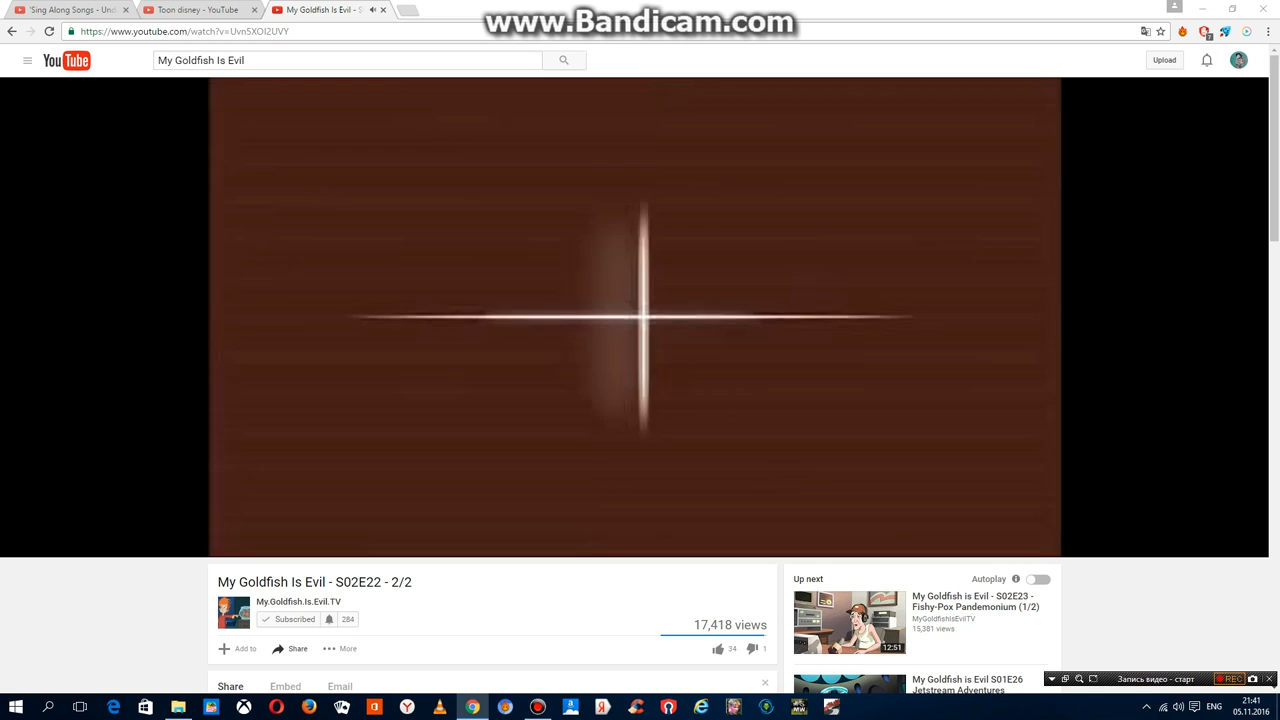 'Sing Along Songs - Und
Toon disney - YouTube
My Goldfish Is Evil - S
www.Bandicam.com
https://www.youtube.com/watch?v=Uvn5XOI2UVY
YouTube
My Goldfish Is Evil
Upload
My Goldfish Is Evil - S02E22 - 2/2
My.Goldfish.Is.Evil.TV
Subscribed
284
17,418 views
Add to
Share
More
34
1
Share
Embed
Email
Up next
Autoplay
My Goldfish is Evil - S02E23 -
Fishy-Pox Pandemonium (1/2)
MyGoldfishIsEvilTV
15,381 views
12:51
My Goldfish is Evil S01E26
Jetstream Adventures
Запись видео - старт
REC
ENG
21:41
05.11.2016